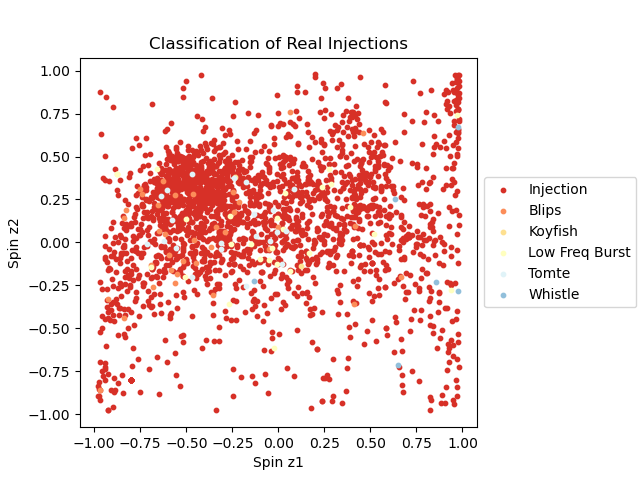 Classification of Real Injections
1.00
0.75
0.50
0.25
0.00
−0.25
−0.50
−0.75
−1.00
Spin z2
−1.00 −0.75 −0.50 −0.25 0.00 0.25 0.50 0.75 1.00
Spin z1
Injection
Blips
Koyfish
Low Freq Burst
Tomte
Whistle